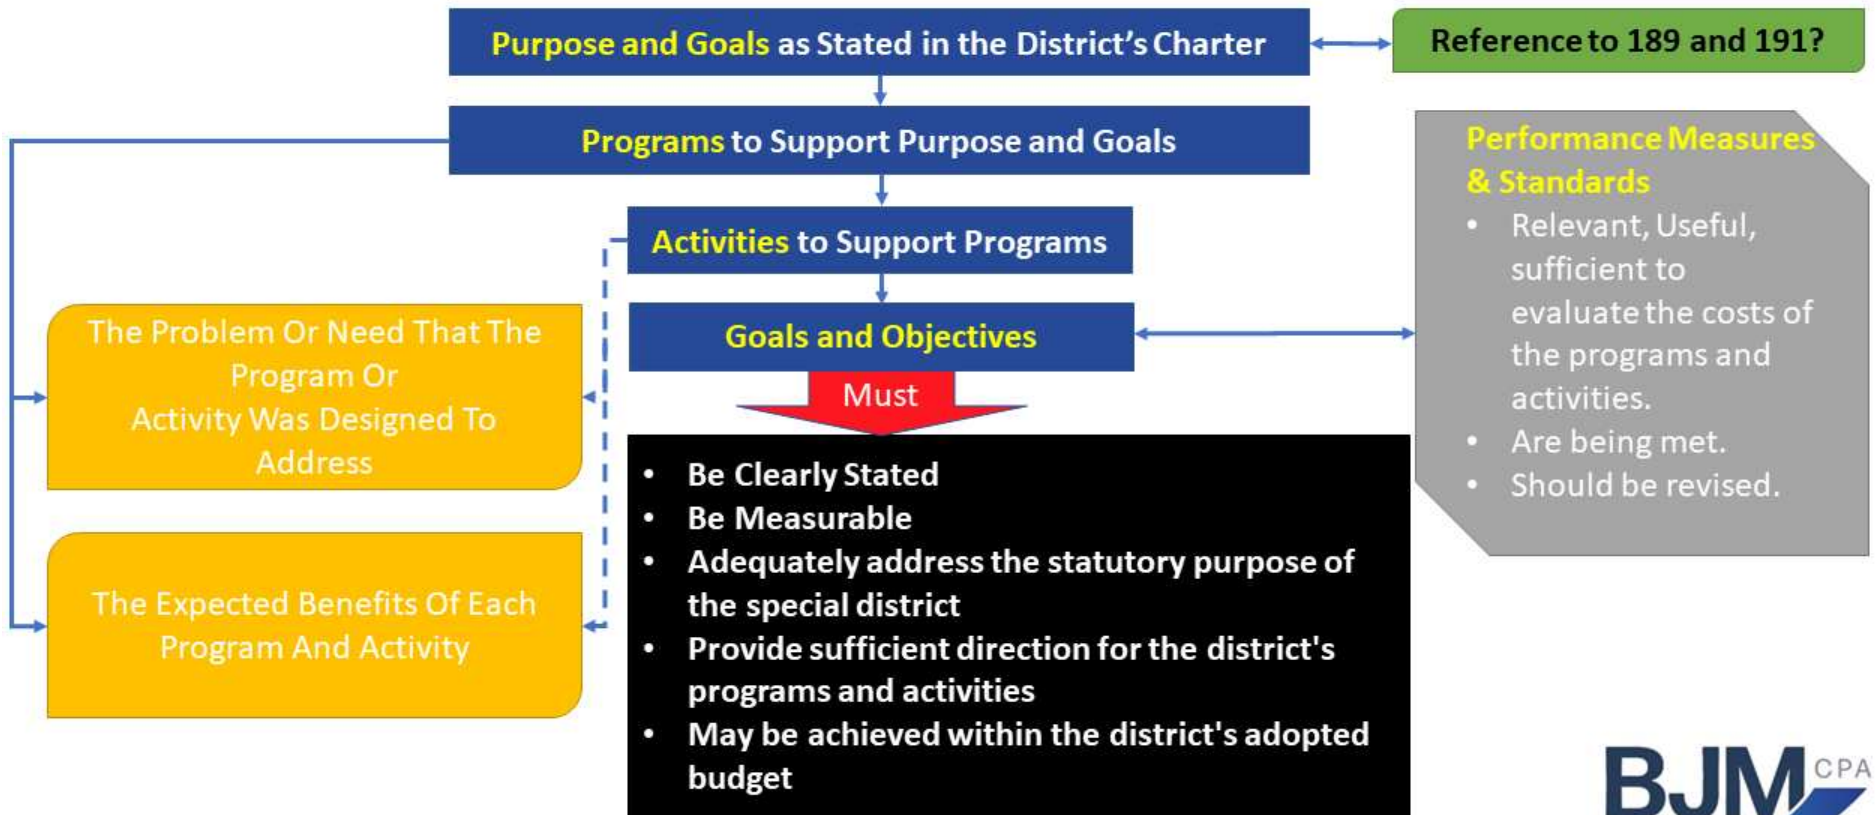 Purpose and Goals as Stated in the District’s Charter
Reference to 189 and 191?
Programs to Support Purpose and Goals
Performance Measures
& Standards
• Relevant, Useful,
sufficient to
evaluate the costs of
the programs and
activities.
• Are being met.
• Should be revised.
Activities to Support Programs
Goals and Objectives
Must
The Problem Or Need That The
Program Or
Activity Was Designed To
Address
The Expected Benefits Of Each
Program And Activity
• Be Clearly Stated
• Be Measurable
• Adequately address the statutory purpose of
the special district
• Provide sufficient direction for the district's
programs and activities
• May be achieved within the district's adopted
budget
BJM CPA